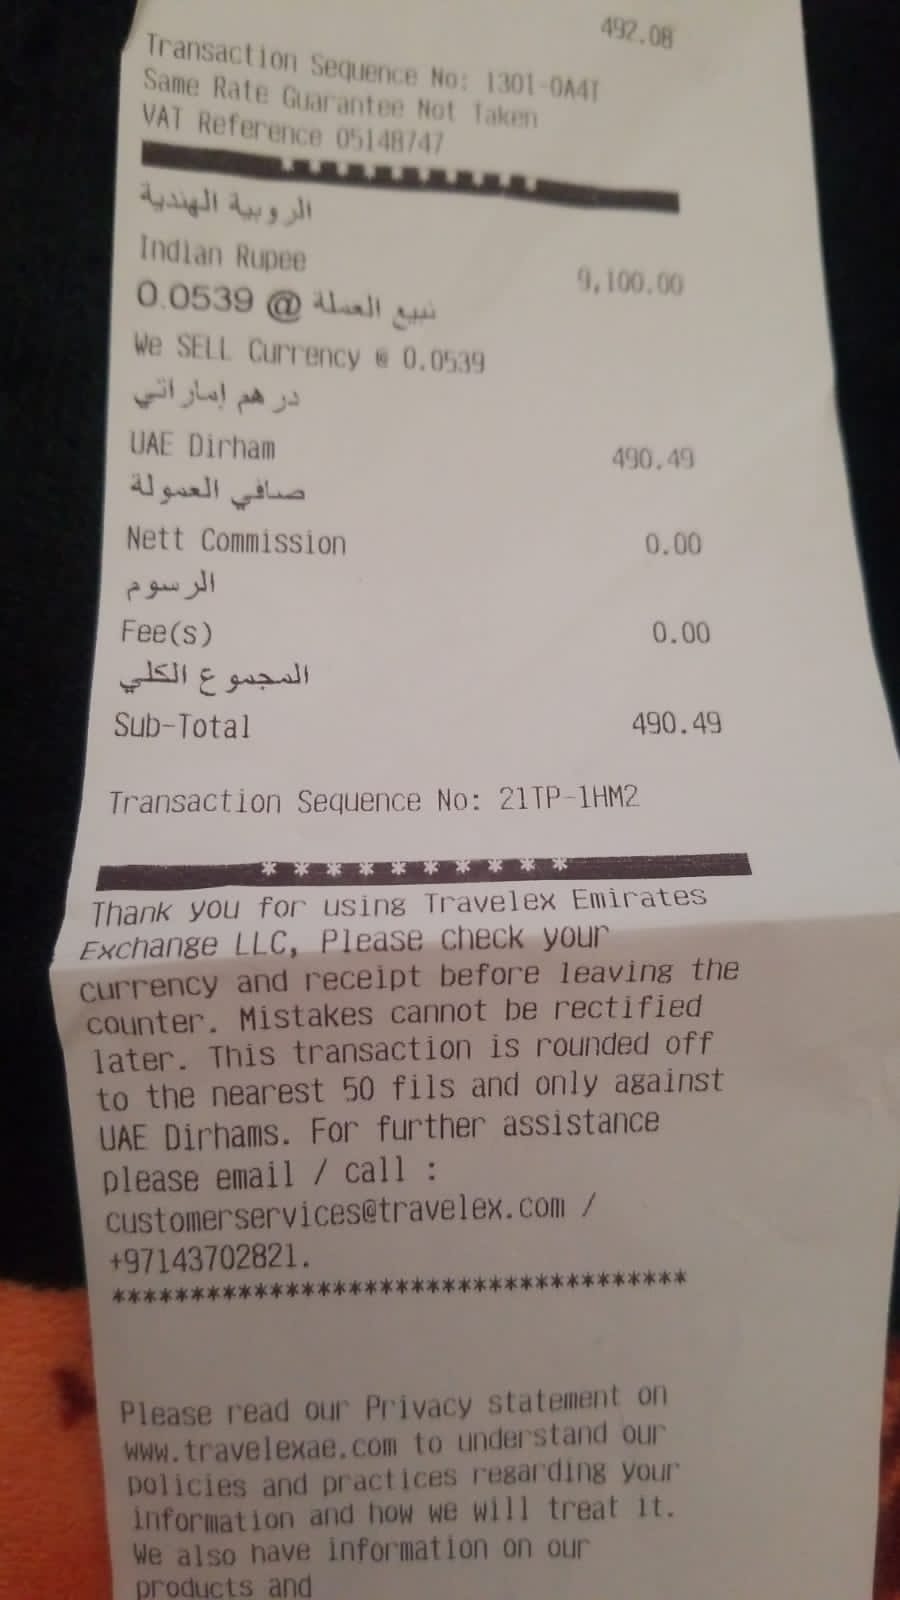 492.08
Transaction Sequence No: 1301-0A4T
Same Rate Guarantee Not Taken
VAT Reference 05148747
* * * * * * * * * *
الروبية الهندية
Indian Rupee 9,100.00
نبيع العملة @ 0.0539
We SELL Currency @ 0.0539
درهم إماراتي
UAE Dirham 490.49
صافي العمولة
Nett Commission 0.00
الرسوم
Fee(s) 0.00
المجموع الكلي
Sub-Total 490.49
Transaction Sequence No: 21TP-1HM2
* * * * * * * * * *
Thank you for using Travelex Emirates
Exchange LLC, Please check your
currency and receipt before leaving the
counter. Mistakes cannot be rectified
later. This transaction is rounded off
to the nearest 50 fils and only against
UAE Dirhams. For further assistance
please email / call :
customerservices@travelex.com /
+97143702821.
*************************************
Please read our Privacy statement on
www.travelexae.com to understand our
policies and practices regarding your
information and how we will treat it.
We also have information on our
products and